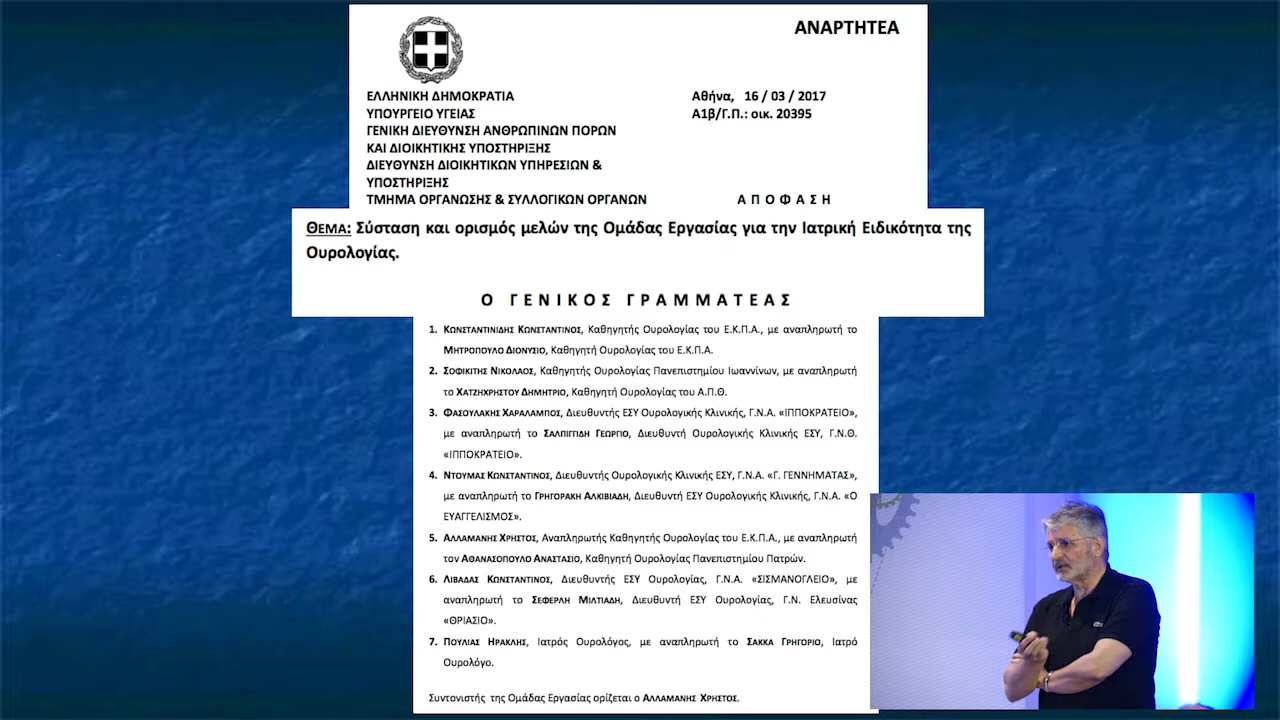 ΑΝΑΡΤΗΤΕΑ
ΕΛΛΗΝΙΚΗ ΔΗΜΟΚΡΑΤΙΑ
ΥΠΟΥΡΓΕΙΟ ΥΓΕΙΑΣ
ΓΕΝΙΚΗ ΔΙΕΥΘΥΝΣΗ ΑΝΘΡΩΠΙΝΩΝ ΠΟΡΩΝ
ΚΑΙ ΔΙΟΙΚΗΤΙΚΗΣ ΥΠΟΣΤΗΡΙΞΗΣ
ΔΙΕΥΘΥΝΣΗ ΔΙΟΙΚΗΤΙΚΩΝ ΥΠΗΡΕΣΙΩΝ &
ΥΠΟΣΤΗΡΙΞΗΣ
ΤΜΗΜΑ ΟΡΓΑΝΩΣΗΣ & ΣΥΛΛΟΓΙΚΩΝ ΟΡΓΑΝΩΝ
Αθήνα, 16 / 03 / 2017
Α1β/Γ.Π.: οικ. 20395
Α Π Ο Φ Α Σ Η
ΘΕΜΑ: Σύσταση και ορισμός μελών της Ομάδας Εργασίας για την Ιατρική Ειδικότητα της
Ουρολογίας.
Ο ΓΕΝΙΚΟΣ ΓΡΑΜΜΑΤΕΑΣ
1. ΚΩΝΣΤΑΝΤΙΝΙΔΗΣ ΚΩΝΣΤΑΝΤΙΝΟΣ, Καθηγητής Ουρολογίας του Ε.Κ.Π.Α., με αναπληρωτή το
ΜΗΤΡΟΠΟΥΛΟ ΔΙΟΝΥΣΙΟ, Καθηγητή Ουρολογίας του Ε.Κ.Π.Α.
2. ΣΟΦΙΚΙΤΗΣ ΝΙΚΟΛΑΟΣ, Καθηγητής Ουρολογίας Πανεπιστημίου Ιωαννίνων, με αναπληρωτή
το ΧΑΤΖΗΧΡΗΣΤΟΥ ΔΗΜΗΤΡΙΟ, Καθηγητή Ουρολογίας του Α.Π.Θ.
3. ΦΑΣΟΥΛΑΚΗΣ ΧΑΡΑΛΑΜΠΟΣ, Διευθυντής ΕΣΥ Ουρολογικής Κλινικής, Γ.Ν.Α. «ΙΠΠΟΚΡΑΤΕΙΟ»,
με αναπληρωτή το ΣΑΛΠΙΓΓΙΔΗ ΓΕΩΡΓΙΟ, Διευθυντή Ουρολογικής Κλινικής ΕΣΥ, Γ.Ν.Θ.
«ΙΠΠΟΚΡΑΤΕΙΟ».
4. ΝΤΟΥΜΑΣ ΚΩΝΣΤΑΝΤΙΝΟΣ, Διευθυντής Ουρολογικής Κλινικής ΕΣΥ, Γ.Ν.Α. «Γ. ΓΕΝΝΗΜΑΤΑΣ»,
με αναπληρωτή το ΓΡΗΓΟΡΑΚΗ ΑΛΚΙΒΙΑΔΗ, Διευθυντή ΕΣΥ Ουρολογικής Κλινικής, Γ.Ν.Α. «Ο
ΕΥΑΓΓΕΛΙΣΜΟΣ».
5. ΑΛΛΑΜΑΝΗΣ ΧΡΗΣΤΟΣ, Αναπληρωτής Καθηγητής Ουρολογίας του Ε.Κ.Π.Α., με αναπληρωτή
τον ΑΘΑΝΑΣΟΠΟΥΛΟ ΑΝΑΣΤΑΣΙΟ, Καθηγητή Ουρολογίας Πανεπιστημίου Πατρών.
6. ΛΙΒΑΔΑΣ ΚΩΝΣΤΑΝΤΙΝΟΣ, Διευθυντής ΕΣΥ Ουρολογίας, Γ.Ν.Α. «ΣΙΣΜΑΝΟΓΛΕΙΟ», με
αναπληρωτή το ΣΕΦΕΡΛΗ ΜΙΛΤΙΑΔΗ, Διευθυντή ΕΣΥ Ουρολογίας, Γ.Ν. Ελευσίνας
«ΘΡΙΑΣΙΟ».
7. ΠΟΥΛΙΑΣ ΗΡΑΚΛΗΣ, Ιατρός Ουρολόγος, με αναπληρωτή το ΣΑΚΚΑ ΓΡΗΓΟΡΙΟ, Ιατρό
Ουρολόγο.
Συντονιστής της Ομάδας Εργασίας ορίζεται ο ΑΛΛΑΜΑΝΗΣ ΧΡΗΣΤΟΣ.